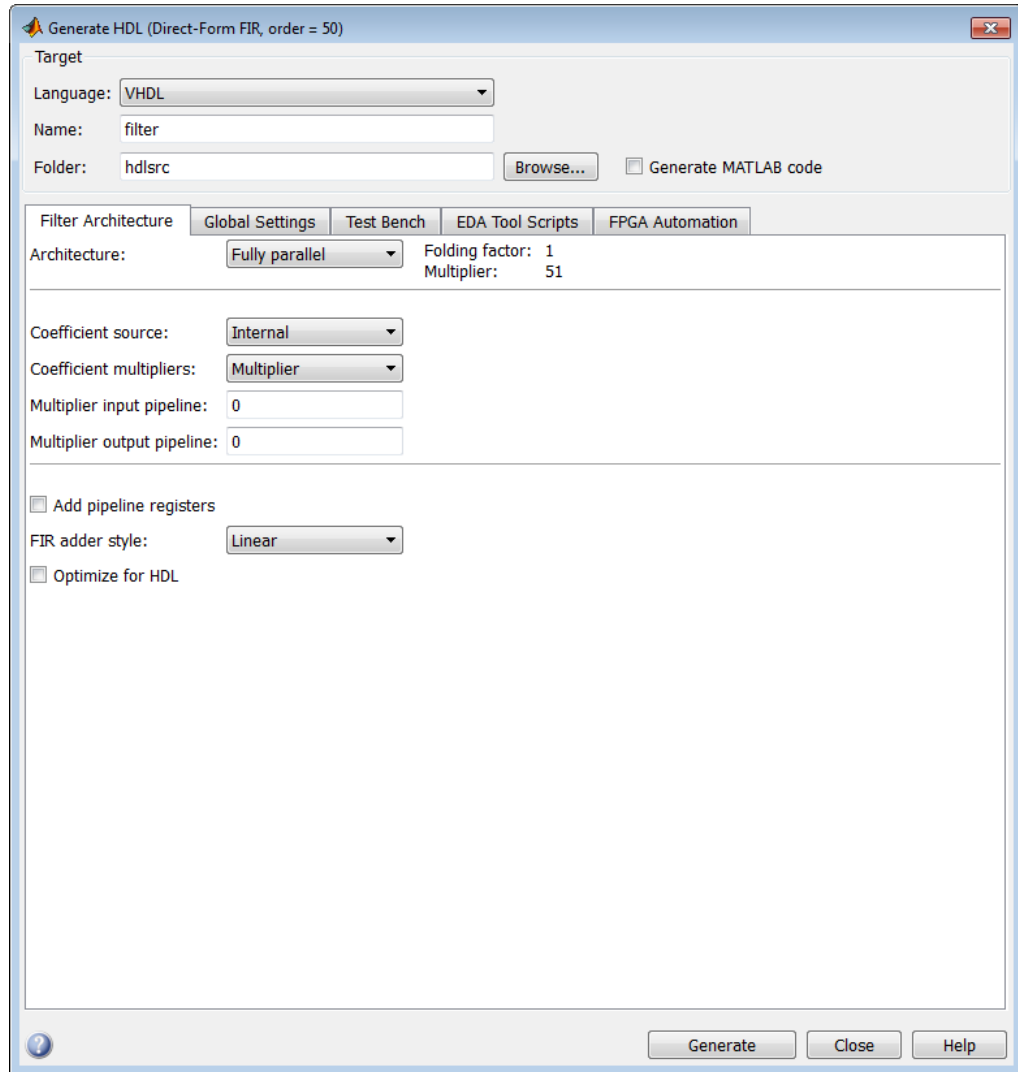 Generate HDL (Direct-Form FIR, order = 50)
Target
Language: VHDL
Name: filter
Folder: hdlsrc Browse... Generate MATLAB code
Filter Architecture Global Settings Test Bench EDA Tool Scripts FPGA Automation
Architecture: Fully parallel Folding factor: 1
Multiplier: 51
Coefficient source: Internal
Coefficient multipliers: Multiplier
Multiplier input pipeline: 0
Multiplier output pipeline: 0
Add pipeline registers
FIR adder style: Linear
Optimize for HDL
? Generate Close Help